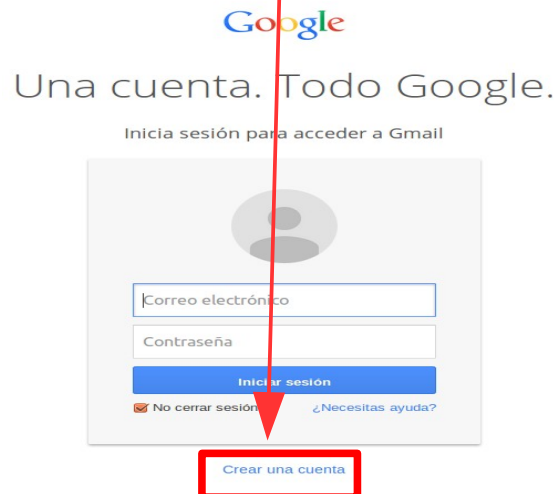 Google
Una cuenta. Todo Google.
Inicia sesión para acceder a Gmail
Correo electrónico
Contraseña
Iniciar sesión
No cerrar sesión ¿Necesitas ayuda?
Crear una cuenta